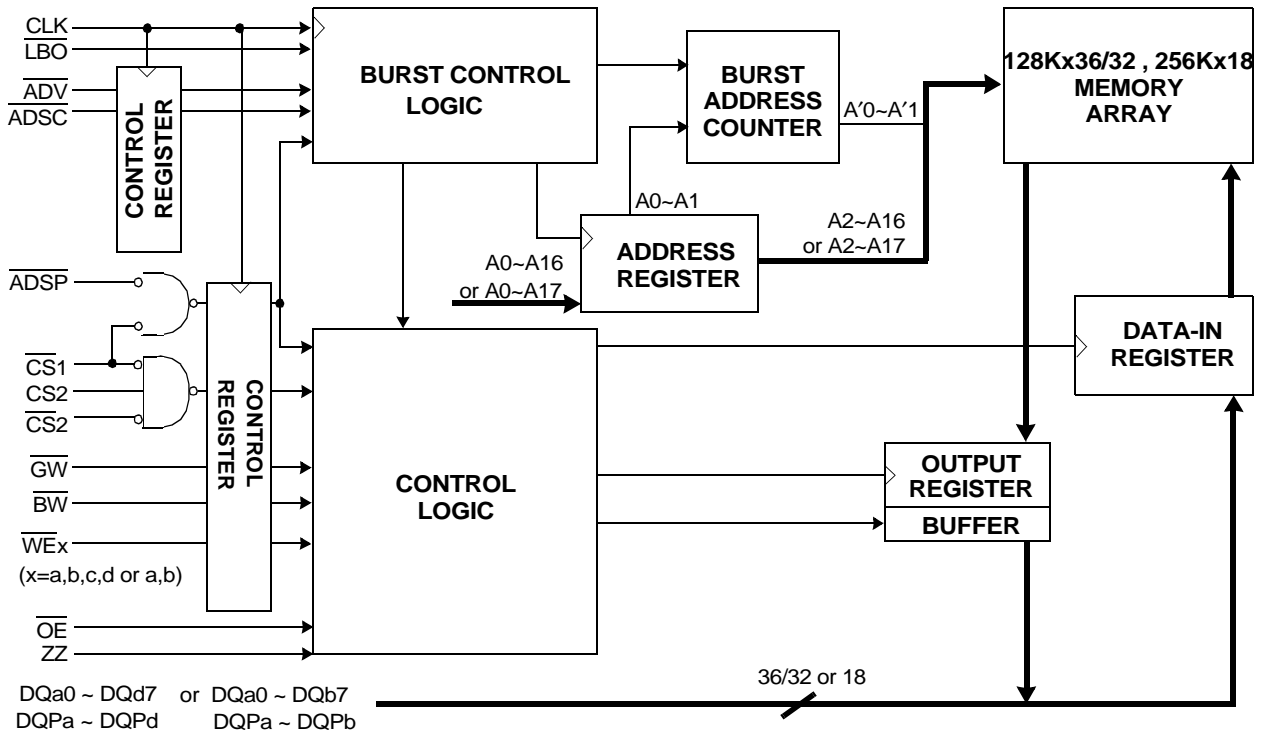 CLK
LBO
ADV
ADSC
CONTROL
REGISTER
BURST CONTROL
LOGIC
BURST
ADDRESS
COUNTER
A′0~A′1
128Kx36/32 , 256Kx18
MEMORY
ARRAY
A0~A1
A2~A16
or A2~A17
ADDRESS
REGISTER
A0~A16
or A0~A17
ADSP
CS1
CS2
CS2
GW
BW
WEx
(x=a,b,c,d or a,b)
OE
ZZ
CONTROL
REGISTER
CONTROL
LOGIC
DATA-IN
REGISTER
OUTPUT
REGISTER
BUFFER
36/32 or 18
DQa0 ~ DQd7 or DQa0 ~ DQb7
DQPa ~ DQPd DQPa ~ DQPb